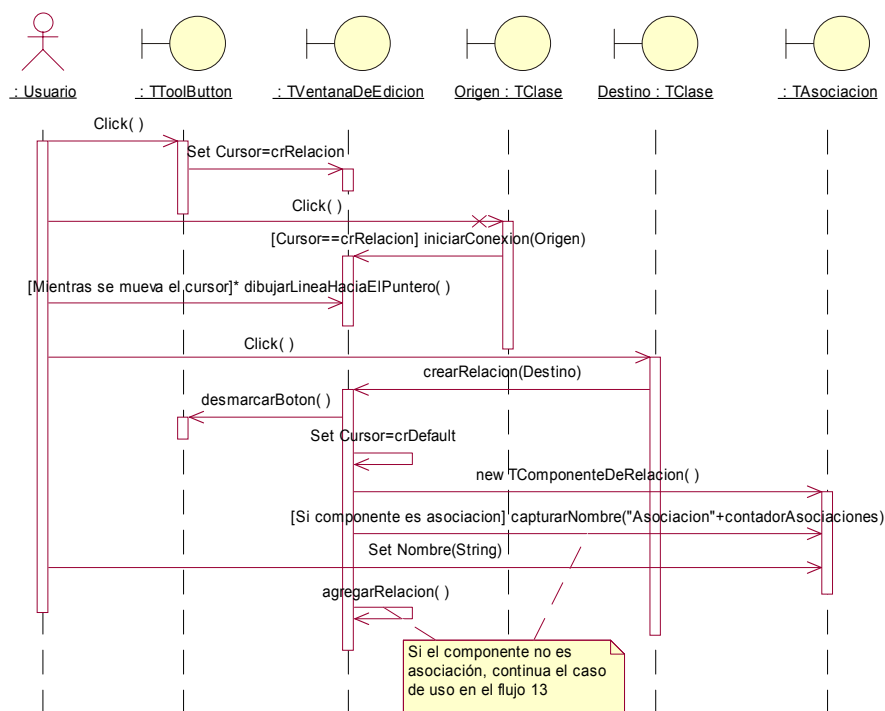 : Usuario
: TToolButton
: TVentanaDeEdicion
Origen : TClase
Destino : TClase
: TAsociacion
Click( )
Set Cursor=crRelacion
Click( )
[Cursor==crRelacion] iniciarConexion(Origen)
[Mientras se mueva el cursor]* dibujarLineaHaciaElPuntero( )
Click( )
crearRelacion(Destino)
desmarcarBoton( )
Set Cursor=crDefault
new TComponenteDeRelacion( )
[Si componente es asociacion] capturarNombre("Asociacion"+contadorAsociaciones)
Set Nombre(String)
agregarRelacion( )
Si el componente no es
asociación, continua el caso
de uso en el flujo 13